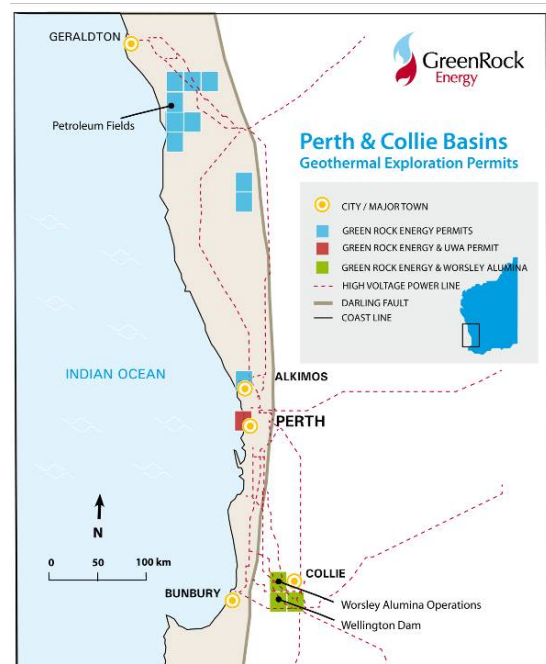 GERALDTON
GreenRock
Energy
Petroleum Fields
Perth & Collie Basins
Geothermal Exploration Permits
CITY / MAJOR TOWN
GREEN ROCK ENERGY PERMITS
GREEN ROCK ENERGY & UWA PERMIT
GREEN ROCK ENERGY & WORSLEY ALUMINA
HIGH VOLTAGE POWER LINE
DARLING FAULT
COAST LINE
INDIAN OCEAN
ALKIMOS
PERTH
N
0 50 100 km
COLLIE
BUNBURY
Worsley Alumina Operations
Wellington Dam